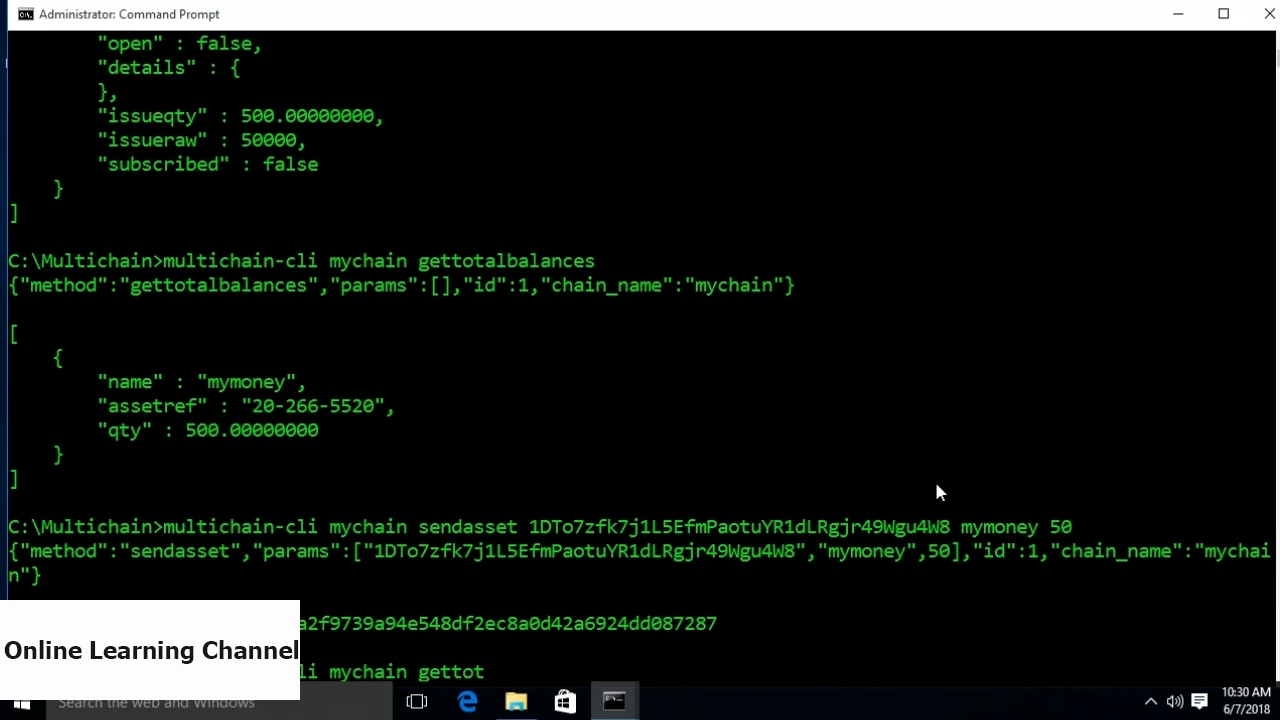 Administrator: Command Prompt
"open" : false,
"details" : {
},
"issueqty" : 500.00000000,
"issueraw" : 50000,
"subscribed" : false
}
]
C:\Multichain>multichain-cli mychain gettotalbalances
{"method":"gettotalbalances","params":[],"id":1,"chain_name":"mychain"}
[
{
"name" : "mymoney",
"assetref" : "20-266-5520",
"qty" : 500.00000000
}
]
C:\Multichain>multichain-cli mychain sendasset 1DTo7zfk7j1L5EfmPaotuYR1dLRgjr49Wgu4W8 mymoney 50
{"method":"sendasset","params":["1DTo7zfk7j1L5EfmPaotuYR1dLRgjr49Wgu4W8","mymoney",50],"id":1,"chain_name":"mychai
n"}
a2f9739a94e548df2ec8a0d42a6924dd087287
Online Learning Channel
li mychain gettot
Search the web and Windows
10:30 AM
6/7/2018